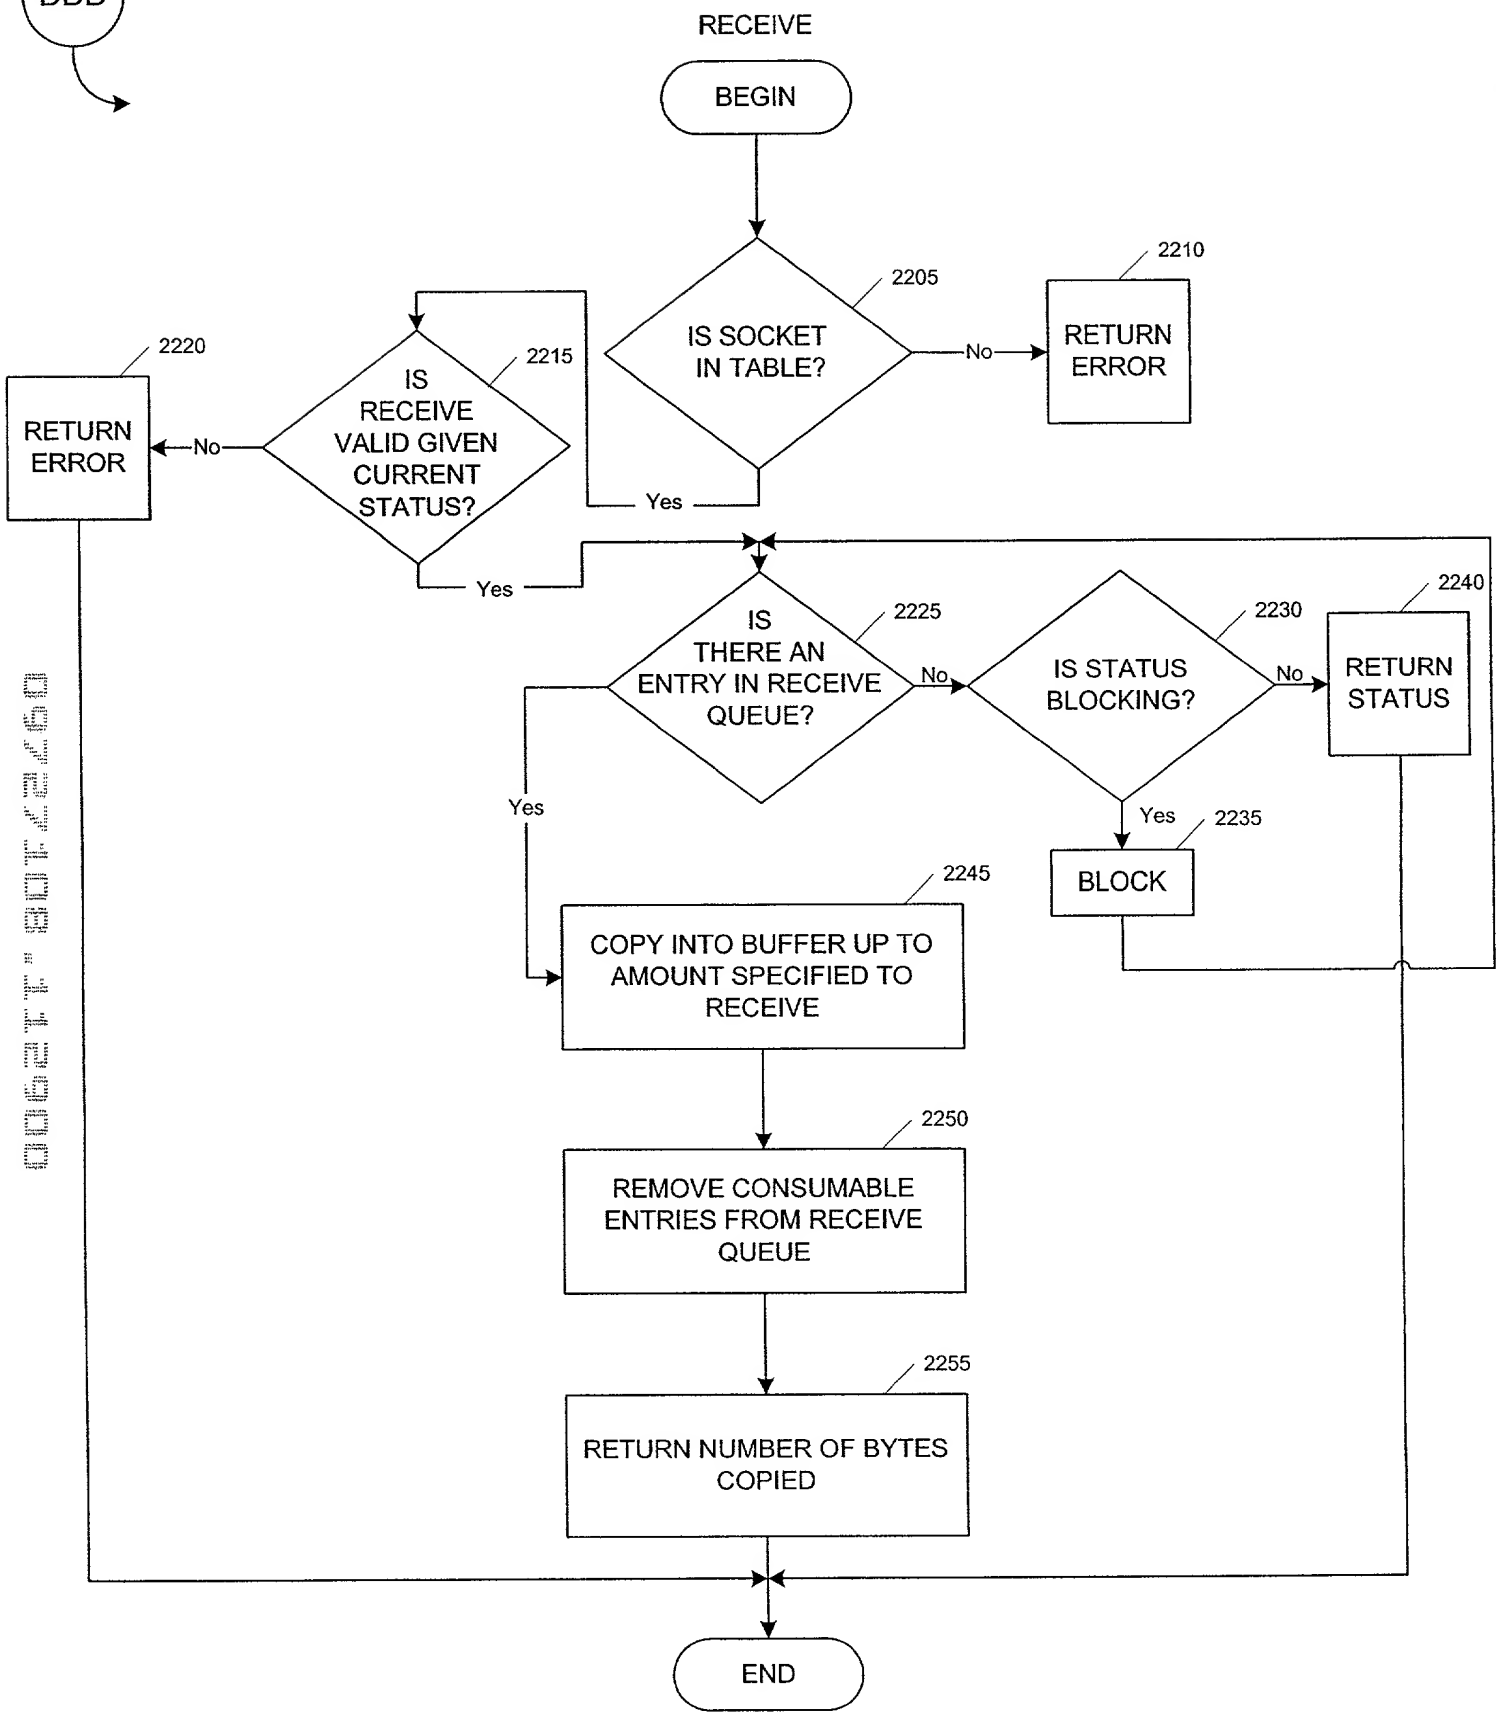 DDD
RECEIVE
BEGIN
2205
IS SOCKET
IN TABLE?
No
2210
RETURN
ERROR
Yes
2215
IS
RECEIVE
VALID GIVEN
CURRENT
STATUS?
No
2220
RETURN
ERROR
Yes
2225
IS
THERE AN
ENTRY IN RECEIVE
QUEUE?
No
2230
IS STATUS
BLOCKING?
No
2240
RETURN
STATUS
Yes
2235
BLOCK
Yes
2245
COPY INTO BUFFER UP TO
AMOUNT SPECIFIED TO
RECEIVE
2250
REMOVE CONSUMABLE
ENTRIES FROM RECEIVE
QUEUE
2255
RETURN NUMBER OF BYTES
COPIED
END